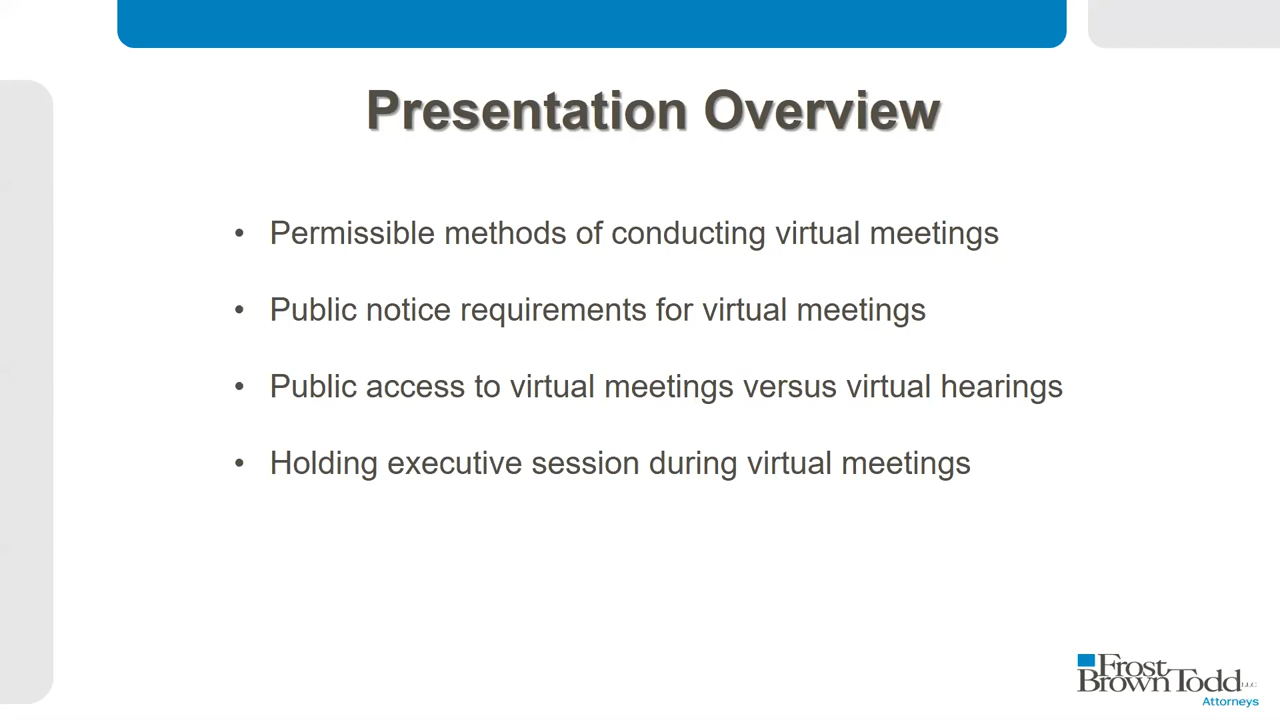 Presentation Overview
• Permissible methods of conducting virtual meetings
• Public notice requirements for virtual meetings
• Public access to virtual meetings versus virtual hearings
• Holding executive session during virtual meetings
Frost
Brown Todd LLC
Attorneys